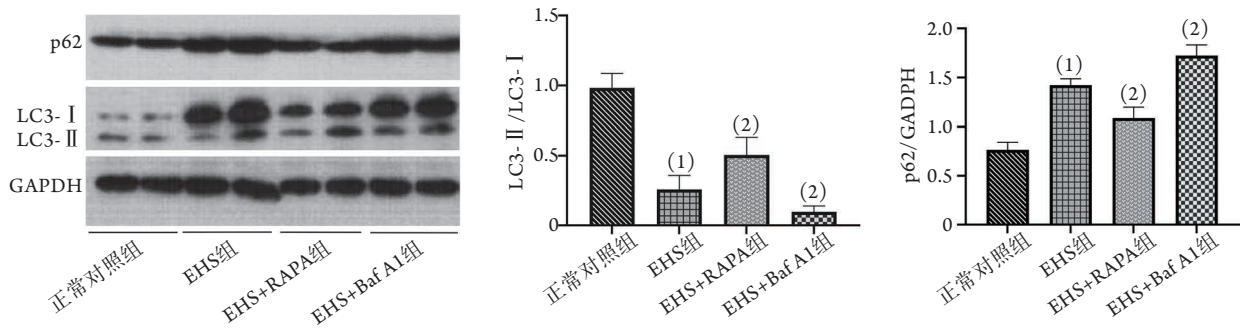 p62
LC3-Ⅰ
LC3-Ⅱ
GAPDH
正常对照组
EHS组
EHS+RAPA组
EHS+Baf A1组
LC3-Ⅱ/LC3-Ⅰ
1.5
1.0
0.5
0
(1)
(2)
(2)
正常对照组
EHS组
EHS+RAPA组
EHS+Baf A1组
p62/GADPH
2.0
1.5
1.0
0.5
0
(1)
(2)
(2)
正常对照组
EHS组
EHS+RAPA组
EHS+Baf A1组